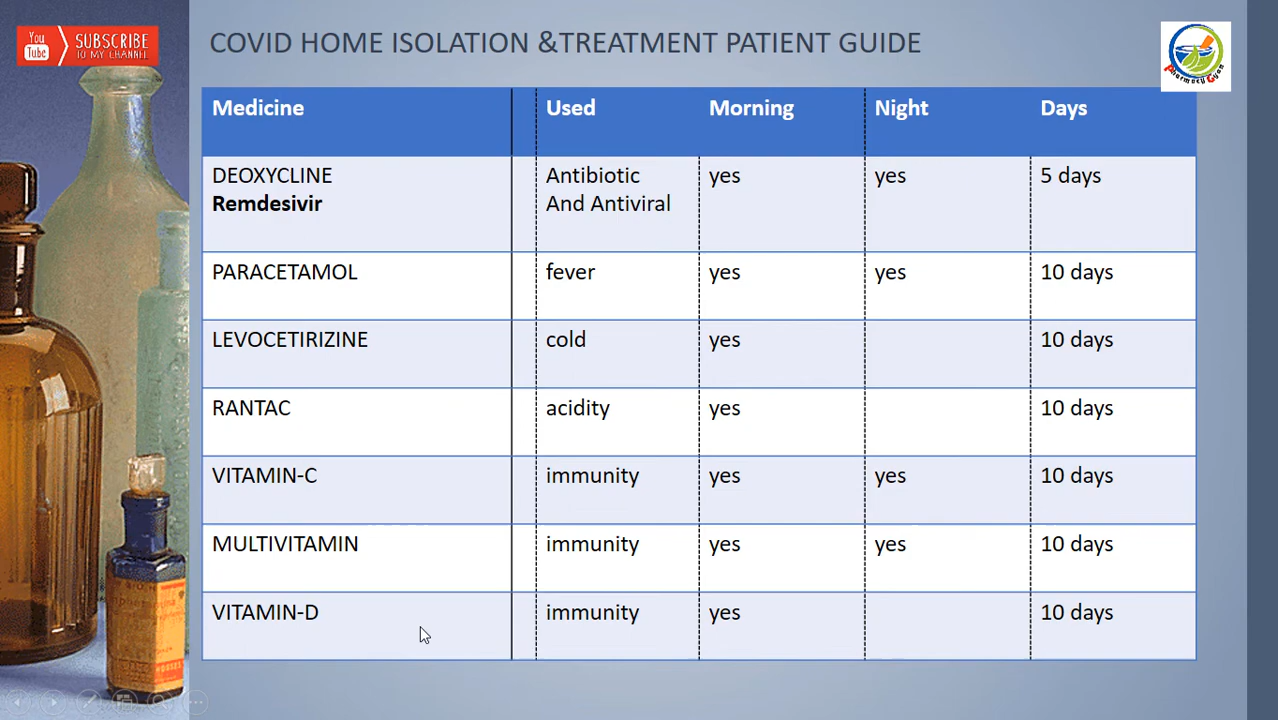 You
Tube
SUBSCRIBE
TO MY CHANNEL
COVID HOME ISOLATION &TREATMENT PATIENT GUIDE
Pharmacy Gyan
Medicine Used Morning Night Days
DEOXYCLINE Antibiotic yes yes 5 days
Remdesivir And Antiviral
PARACETAMOL fever yes yes 10 days
LEVOCETIRIZINE cold yes 10 days
RANTAC acidity yes 10 days
VITAMIN-C immunity yes yes 10 days
MULTIVITAMIN immunity yes yes 10 days
VITAMIN-D immunity yes 10 days